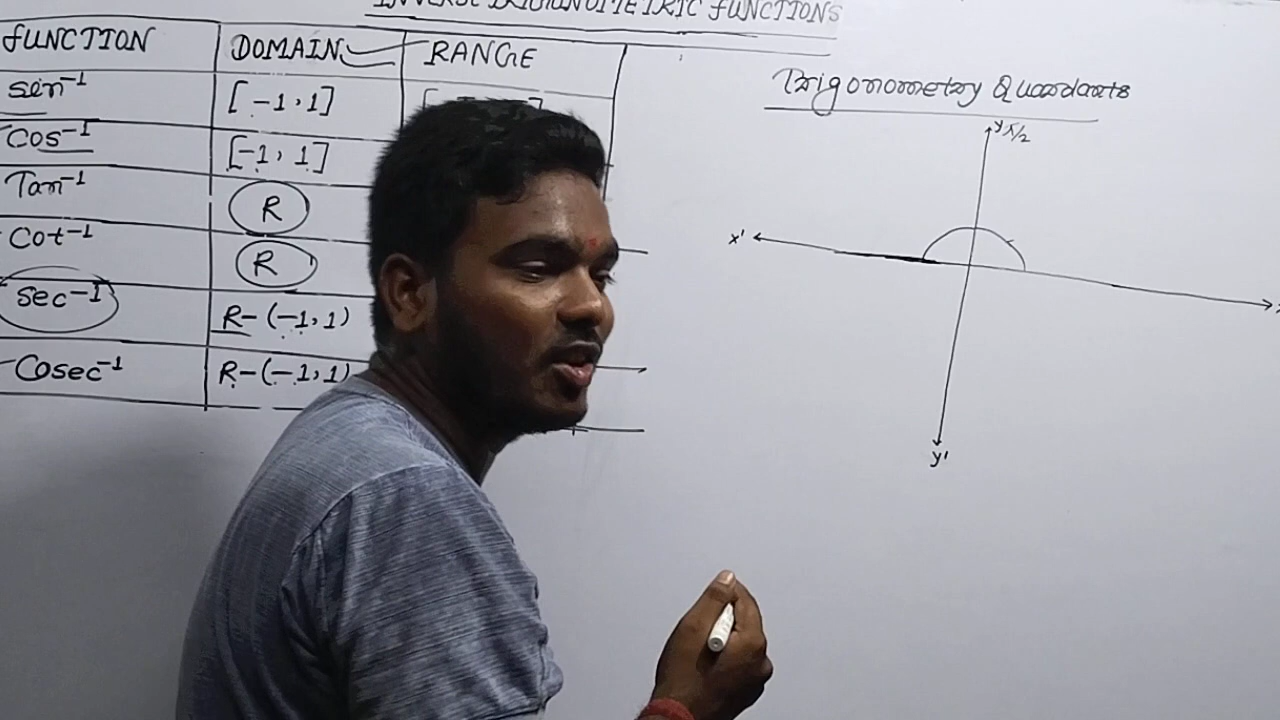 INVERSE TRIGONOMETRIC FUNCTIONS
FUNCTION DOMAIN RANGE
sin⁻¹ [-1,1]
Cos⁻¹ [-1, 1]
Tan⁻¹ R
Cot⁻¹ R
sec⁻¹ R-(-1,1)
Cosec⁻¹ R-(-1,1)
Trigonometry Quardarts
y π/2
x'
y'